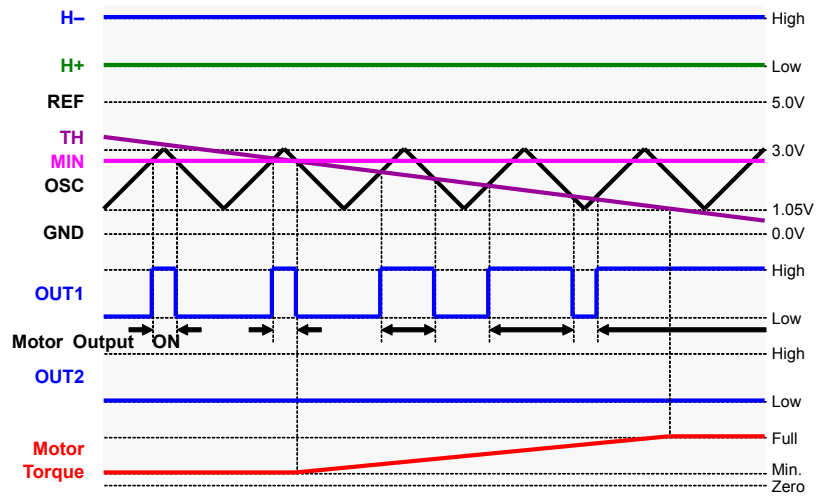 H–
High
H+
Low
REF
5.0V
TH
3.0V
MIN
OSC
1.05V
GND
0.0V
High
OUT1
Low
Motor Output ON
High
OUT2
Low
Full
Motor
Torque
Min.
Zero